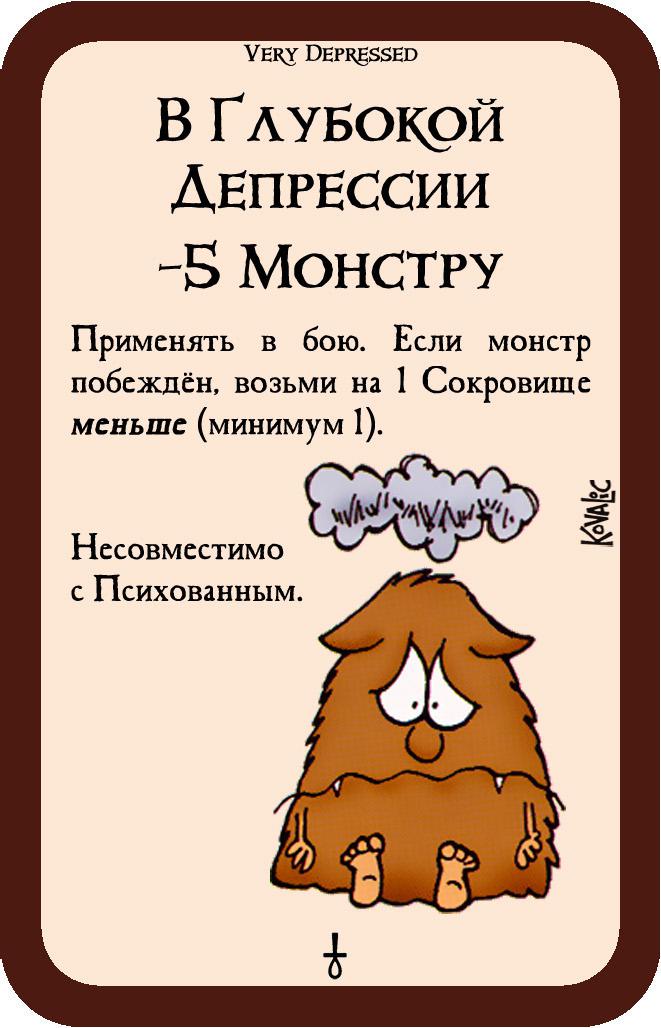 Very Depressed
В Глубокой
Депрессии
-5 Монстру
Применять в бою. Если монстр
побеждён, возьми на 1 Сокровище
меньше (минимум 1).
Kovalic
Несовместимо
с Психованным.